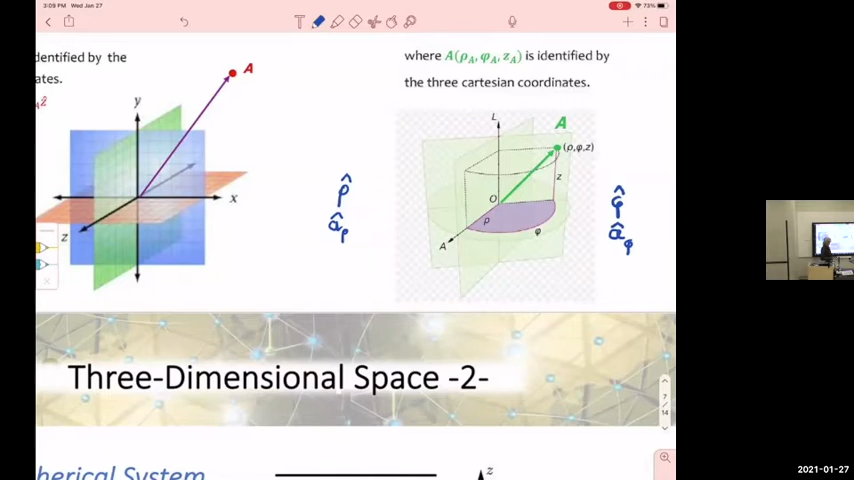 3:09 PM Wed Jan 27
73%
T
dentified by the
ates.
A
y
x
z
where A(ρA, φA, zA) is identified by
the three cartesian coordinates.
L
A
(ρ,φ,z)
z
O
ρ
φ
A
ρ̂
âρ
φ̂
âφ
Three-Dimensional Space -2-
7
/
14
herical System
z
2021-01-27